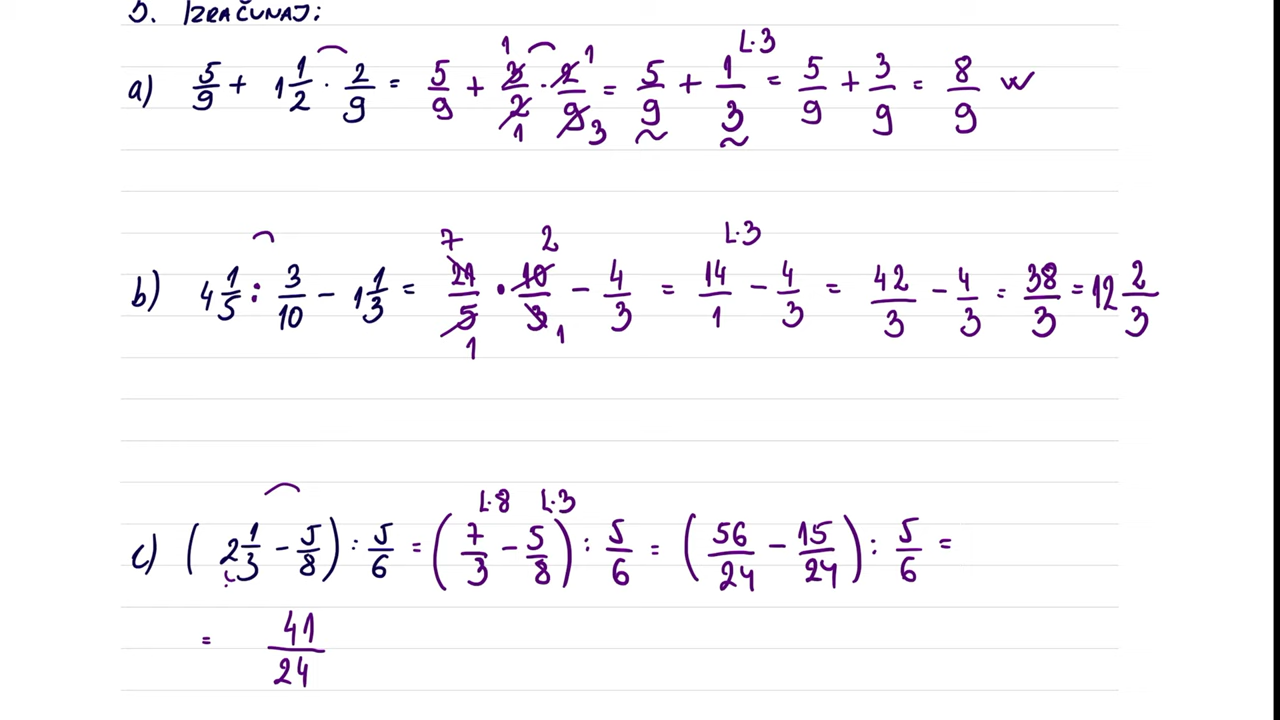 5. IZRAČUNAJ:
a) 5/9 + 1 1/2 · 2/9 = 5/9 + 3/2 · 2/9 = 5/9 + 1/3 = 5/9 + 3/9 = 8/9
b) 4 1/5 : 3/10 - 1 1/3 = 21/5 · 10/3 - 4/3 = 14/1 - 4/3 = 42/3 - 4/3 = 38/3 = 12 2/3
c) (2 1/3 - 5/8) : 5/6 = (7/3 - 5/8) : 5/6 = (56/24 - 15/24) : 5/6 =
= 41/24